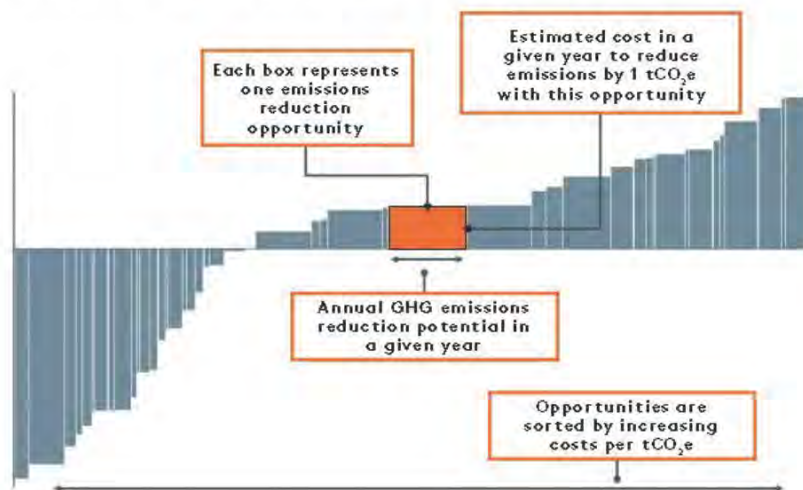 Each box represents
one emissions
reduction
opportunity
Estimated cost in a
given year to reduce
emissions by 1 tCO₂e
with this opportunity
Annual GHG emissions
reduction potential in
a given year
Opportunities are
sorted by increasing
costs per tCO₂e